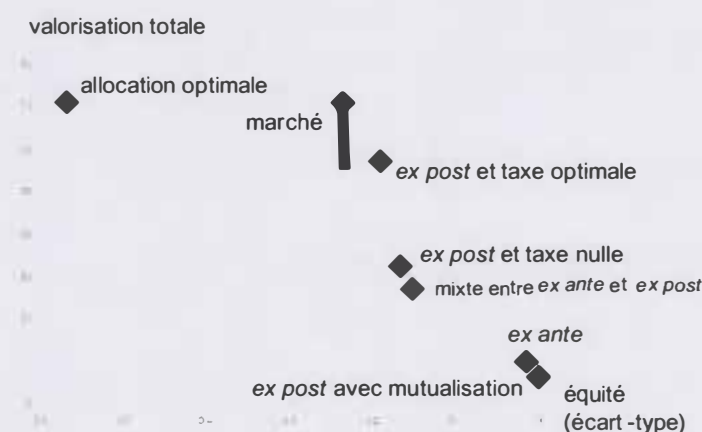 valorisation totale
allocation optimale
marché
ex post et taxe optimale
ex post et taxe nulle
mixte entre ex ante et ex post
ex ante
ex post avec mutualisation
équité
(écart -type)